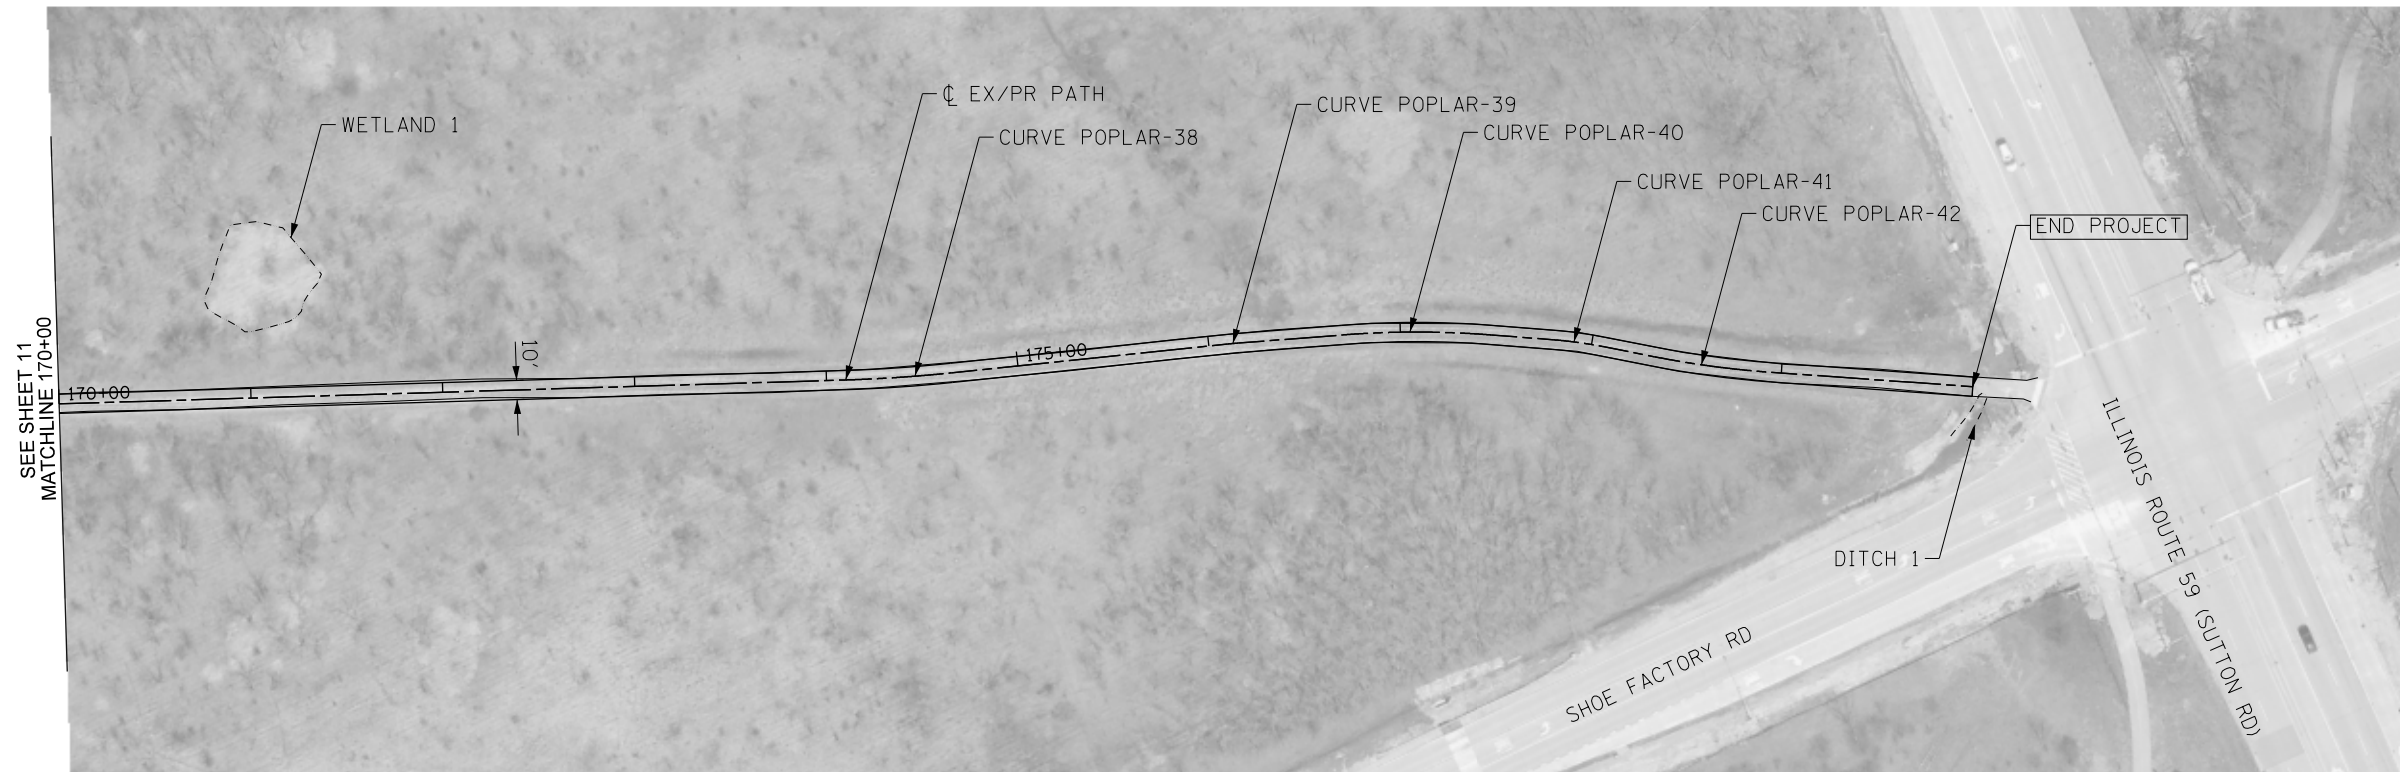 SEE SHEET 11
MATCHLINE 170+00
WETLAND 1
170+00
10'
℄ EX/PR PATH
CURVE POPLAR-38
175+00
CURVE POPLAR-39
CURVE POPLAR-40
CURVE POPLAR-41
CURVE POPLAR-42
END PROJECT
DITCH 1
SHOE FACTORY RD
ILLINOIS ROUTE 59 (SUTTON RD)